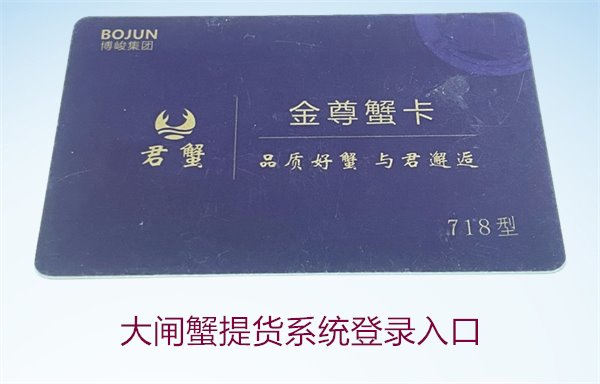 BOJUN
博峻集团
君蟹
金尊蟹卡
品质好蟹 与君邂逅
718型
大闸蟹提货系统登录入口